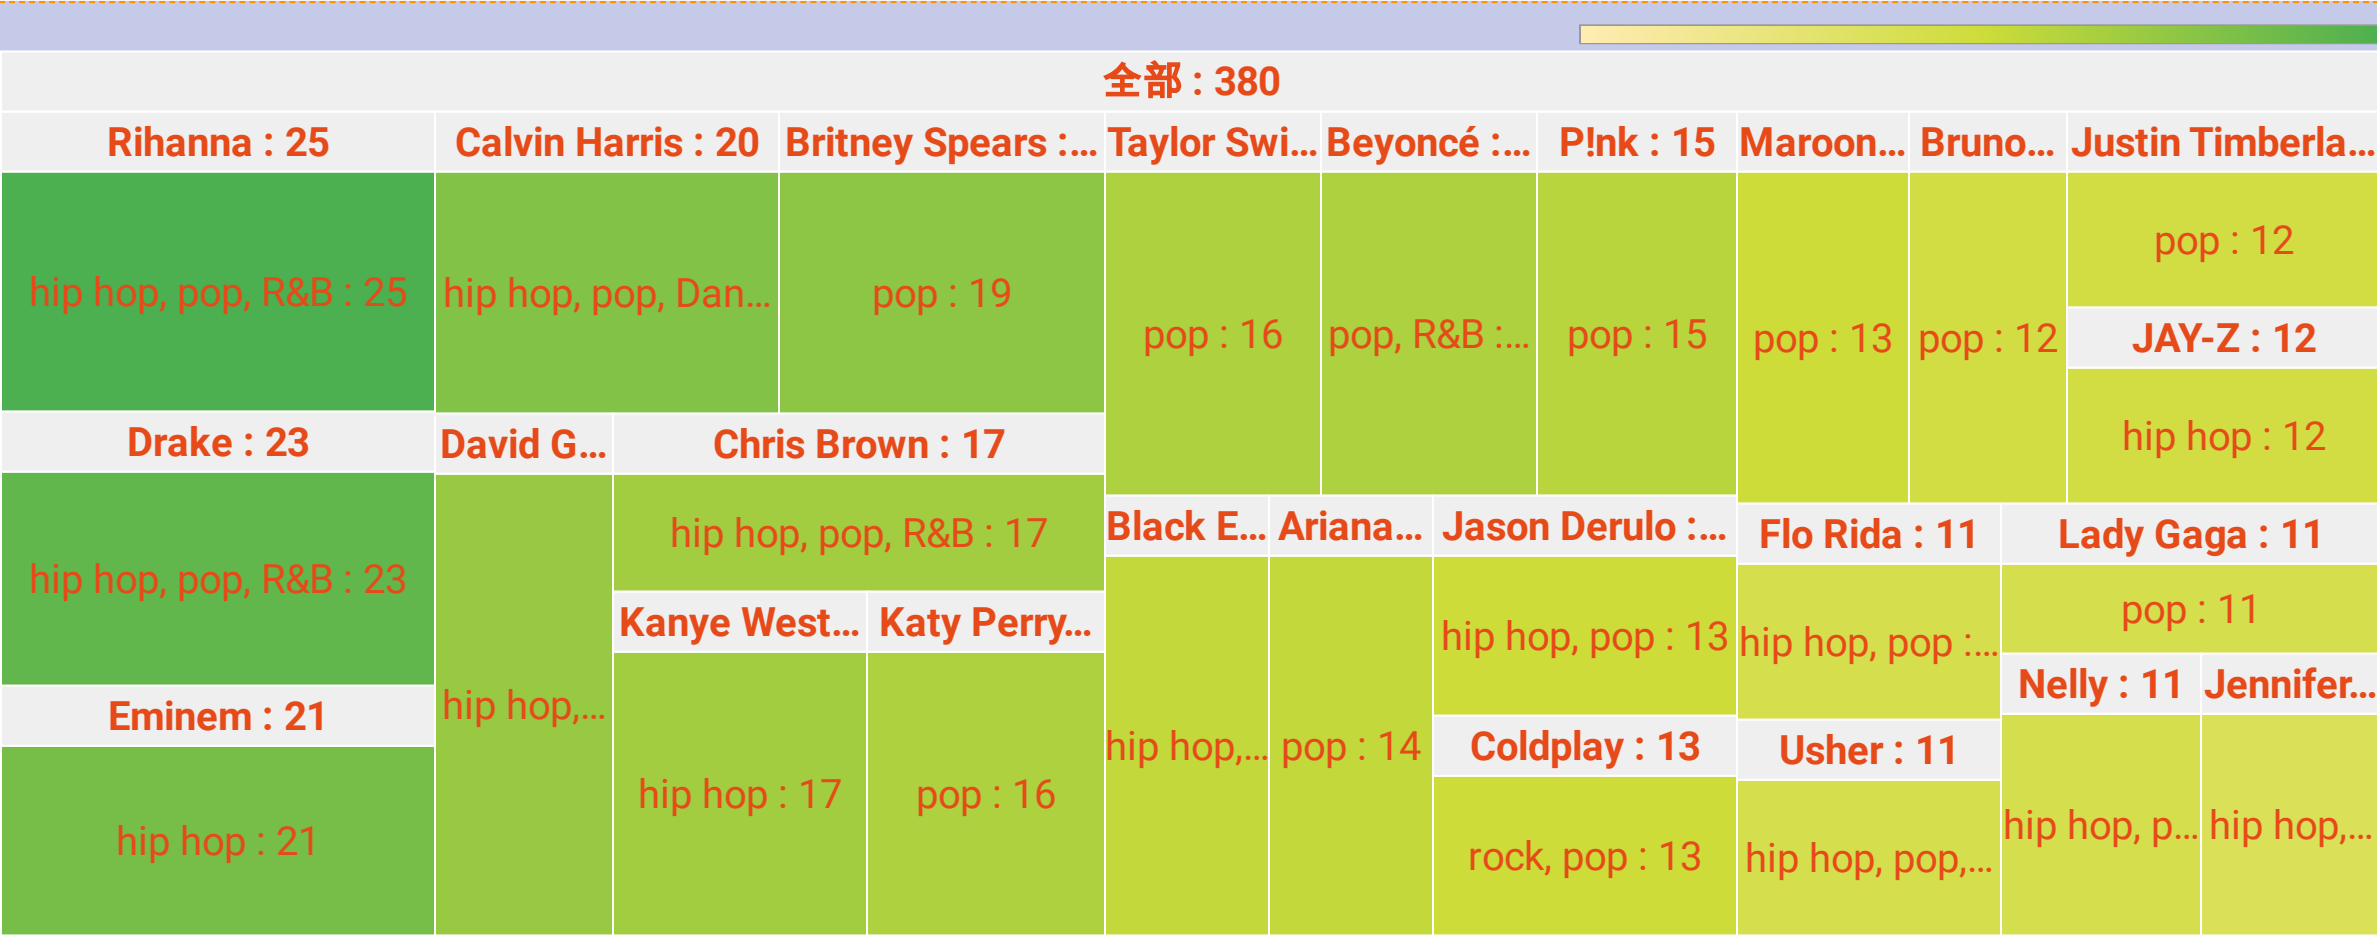 全部 : 380
Rihanna : 25
hip hop, pop, R&B : 25
Drake : 23
hip hop, pop, R&B : 23
Eminem : 21
hip hop : 21
Calvin Harris : 20
hip hop, pop, Dan...
Britney Spears :...
pop : 19
David G...
hip hop,...
Chris Brown : 17
hip hop, pop, R&B : 17
Kanye West...
hip hop : 17
Katy Perry...
pop : 16
Taylor Swi...
pop : 16
Beyoncé :...
pop, R&B :...
P!nk : 15
pop : 15
Black E...
hip hop,...
Ariana...
pop : 14
Jason Derulo :...
hip hop, pop : 13
Coldplay : 13
rock, pop : 13
Maroon...
pop : 13
Bruno...
pop : 12
Justin Timberla...
pop : 12
JAY-Z : 12
hip hop : 12
Flo Rida : 11
hip hop, pop :...
Usher : 11
hip hop, pop,...
Lady Gaga : 11
pop : 11
Nelly : 11
hip hop, p...
Jennifer...
hip hop,...